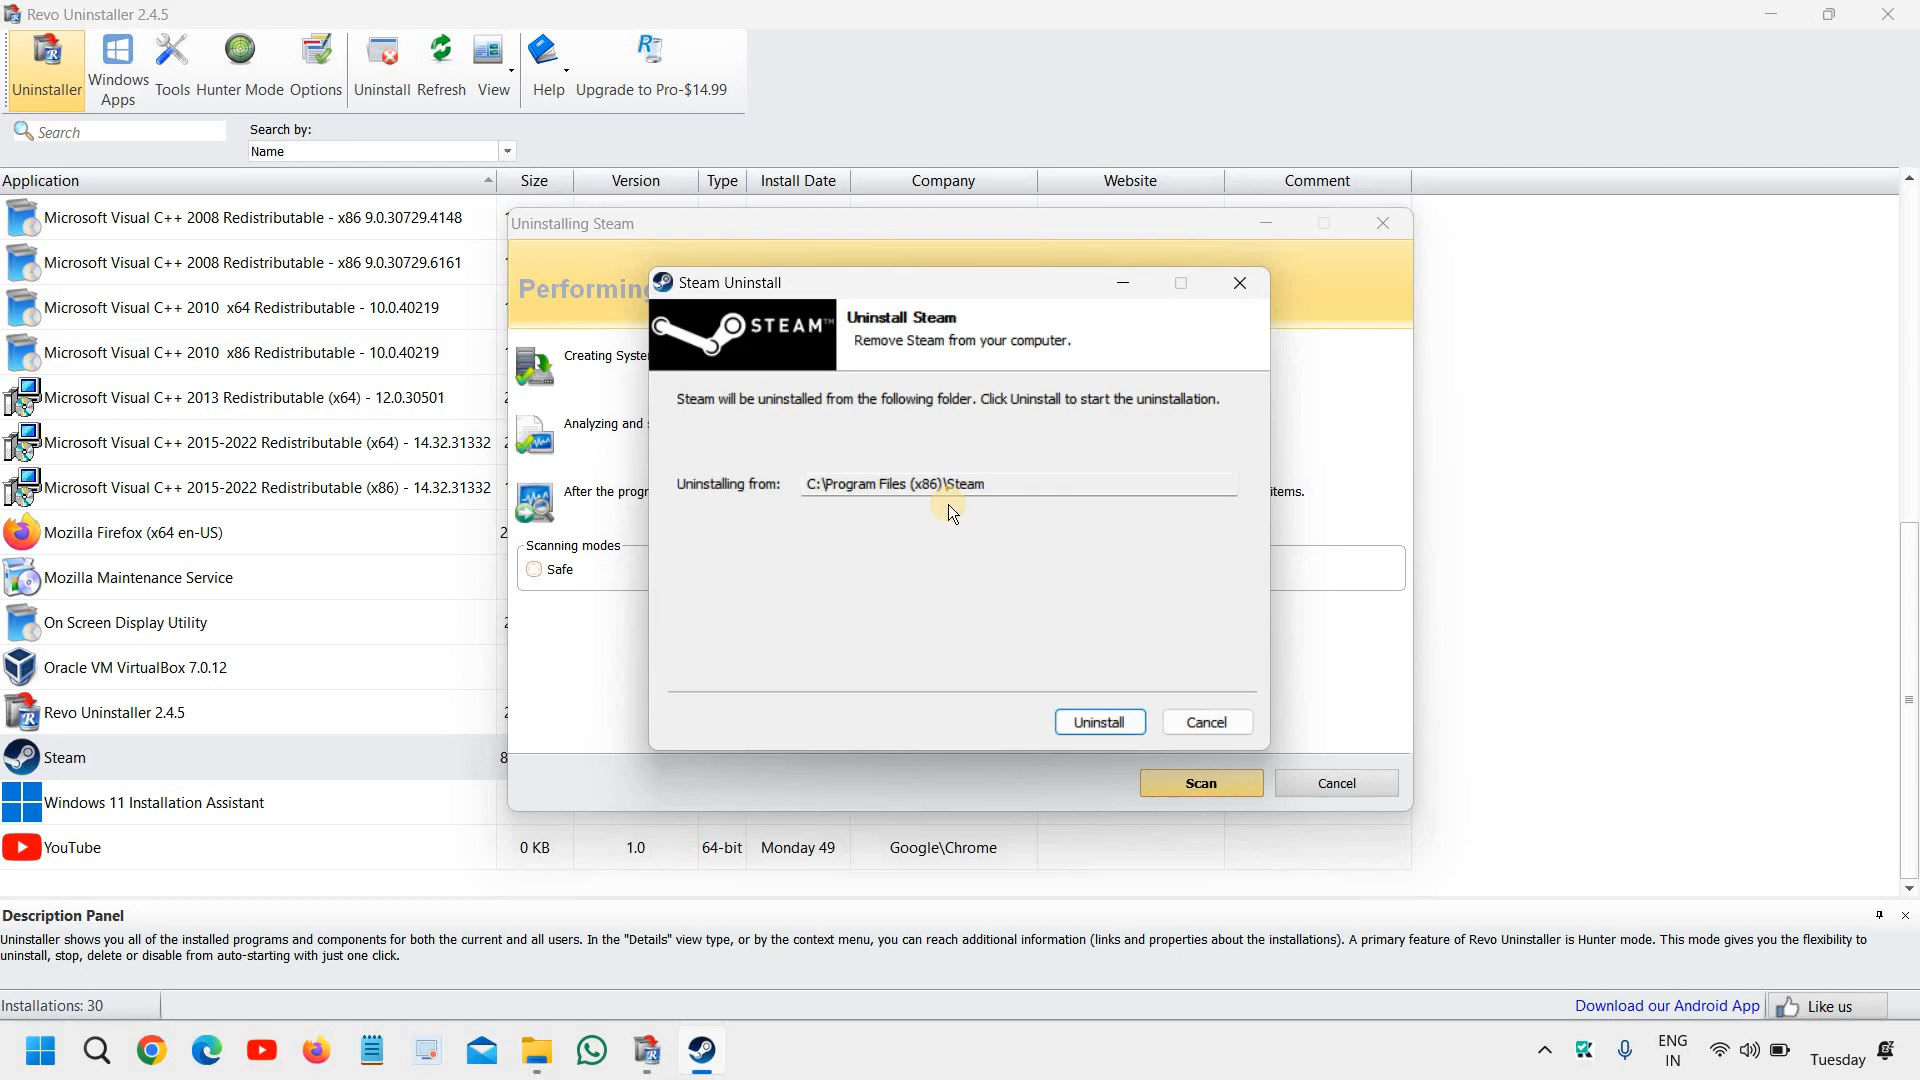 Revo Uninstaller 2.4.5
Uninstaller
Windows Apps
Tools
Hunter Mode
Options
Uninstall
Refresh
View
Help
Upgrade to Pro-$14.99
Search
Search by:
Name
Application Size Version Type Install Date Company Website Comment
Microsoft Visual C++ 2008 Redistributable - x86 9.0.30729.4148
Microsoft Visual C++ 2008 Redistributable - x86 9.0.30729.6161
Microsoft Visual C++ 2010 x64 Redistributable - 10.0.40219
Microsoft Visual C++ 2010 x86 Redistributable - 10.0.40219
Microsoft Visual C++ 2013 Redistributable (x64) - 12.0.30501
Microsoft Visual C++ 2015-2022 Redistributable (x64) - 14.32.31332
Microsoft Visual C++ 2015-2022 Redistributable (x86) - 14.32.31332
Mozilla Firefox (x64 en-US)
Mozilla Maintenance Service
On Screen Display Utility
Oracle VM VirtualBox 7.0.12
Revo Uninstaller 2.4.5
Steam
Windows 11 Installation Assistant
YouTube 0 KB 1.0 64-bit Monday 49 Google\Chrome
Uninstalling Steam
Performing
Creating Syste
Analyzing and
After the progr
items.
Scanning modes
Safe
Scan
Cancel
Steam Uninstall
STEAM™
Uninstall Steam
Remove Steam from your computer.
Steam will be uninstalled from the following folder. Click Uninstall to start the uninstallation.
Uninstalling from: C:\Program Files (x86)\Steam
Uninstall
Cancel
Description Panel
Uninstaller shows you all of the installed programs and components for both the current and all users. In the "Details" view type, or by the context menu, you can reach additional information (links and properties about the installations). A primary feature of Revo Uninstaller is Hunter mode. This mode gives you the flexibility to
uninstall, stop, delete or disable from auto-starting with just one click.
Installations: 30
Download our Android App
Like us
ENG
IN
Tuesday